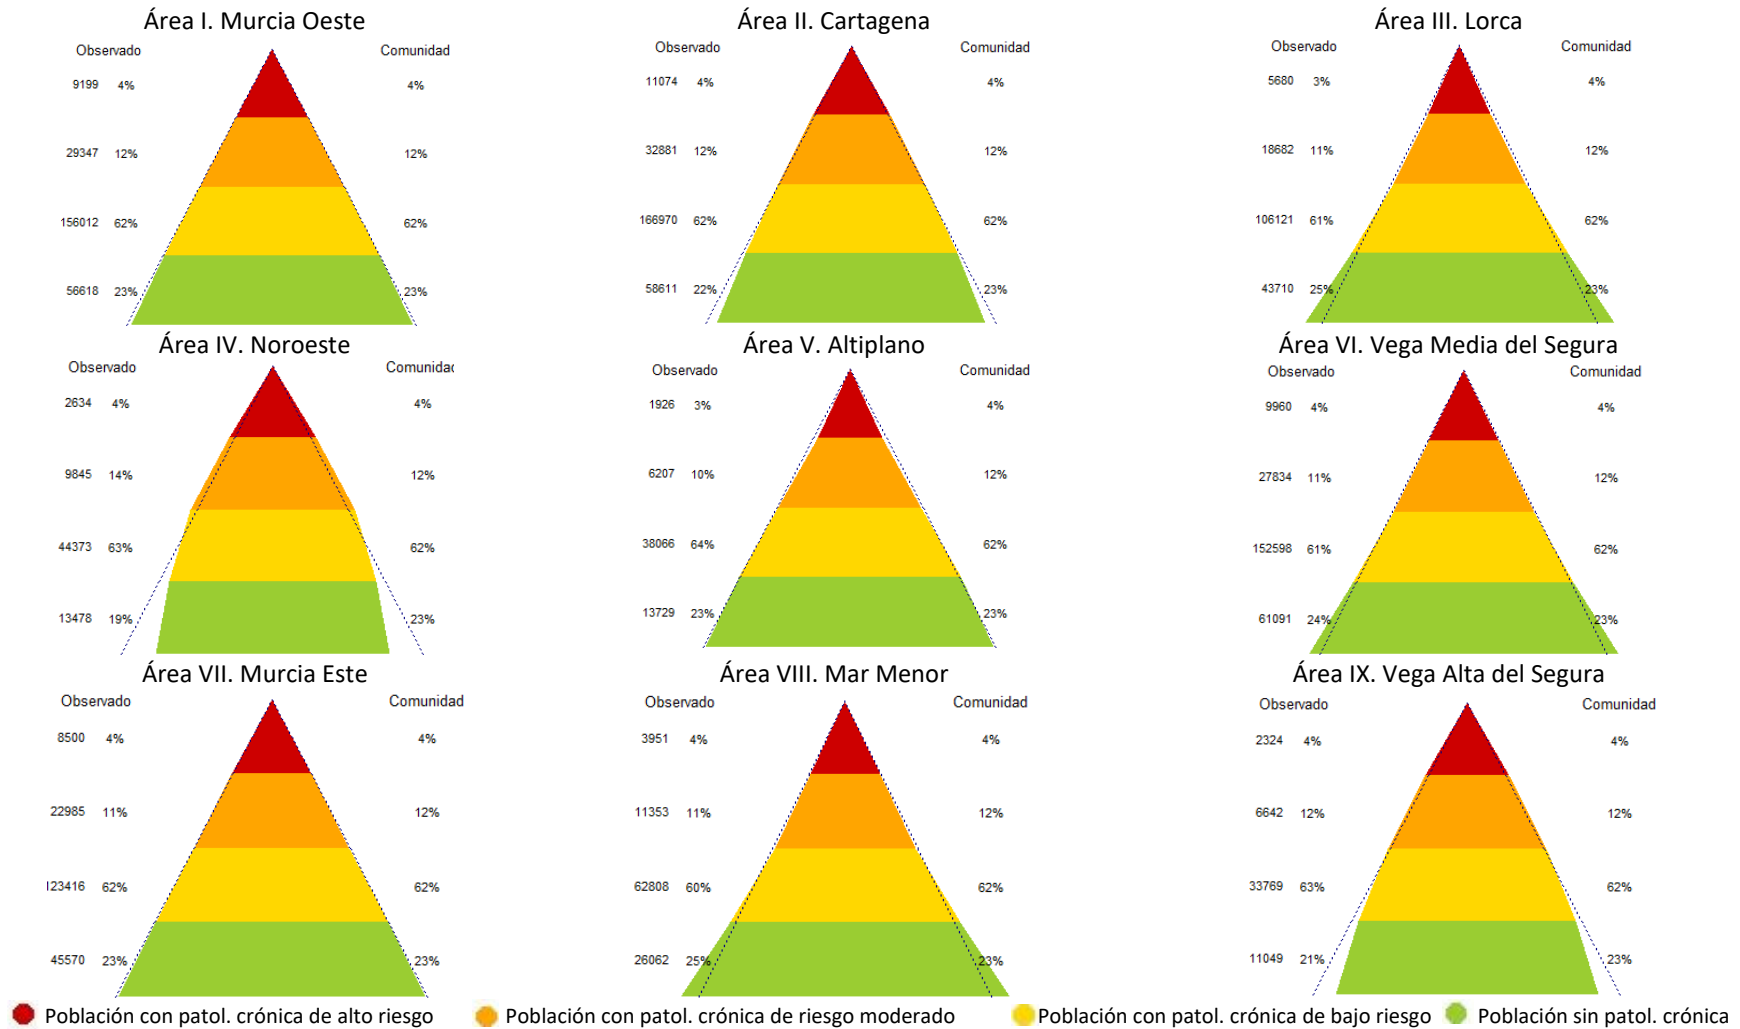 Área I. Murcia Oeste
Observado Comunidad
9199 4% 4%
29347 12% 12%
156012 62% 62%
56618 23% 23%
Área II. Cartagena
Observado Comunidad
11074 4% 4%
32881 12% 12%
166970 62% 62%
58611 22% 23%
Área III. Lorca
Observado Comunidad
5680 3% 4%
18682 11% 12%
106121 61% 62%
43710 25% 23%
Área IV. Noroeste
Observado Comunidad
2634 4% 4%
9845 14% 12%
44373 63% 62%
13478 19% 23%
Área V. Altiplano
Observado Comunidad
1926 3% 4%
6207 10% 12%
38066 64% 62%
13729 23% 23%
Área VI. Vega Media del Segura
Observado Comunidad
9960 4% 4%
27834 11% 12%
152598 61% 62%
61091 24% 23%
Área VII. Murcia Este
Observado Comunidad
8500 4% 4%
22985 11% 12%
123416 62% 62%
45570 23% 23%
Área VIII. Mar Menor
Observado Comunidad
3951 4% 4%
11353 11% 12%
62808 60% 62%
26062 25% 23%
Área IX. Vega Alta del Segura
Observado Comunidad
2324 4% 4%
6642 12% 12%
33769 63% 62%
11049 21% 23%
Población con patol. crónica de alto riesgo
Población con patol. crónica de riesgo moderado
Población con patol. crónica de bajo riesgo
Población sin patol. crónica